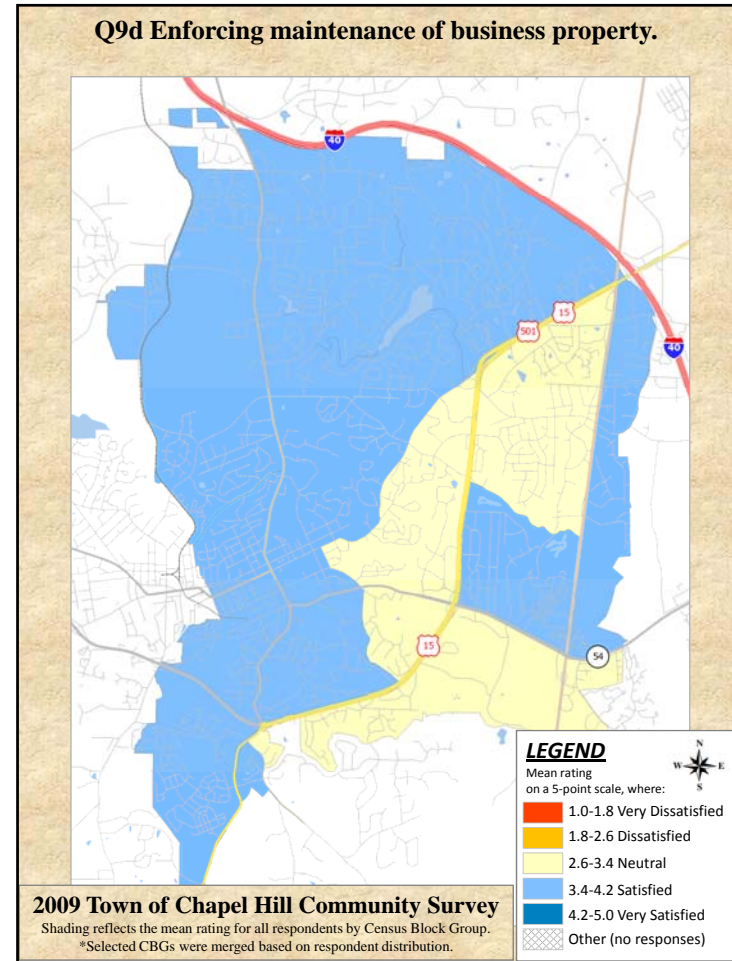 Q9d Enforcing maintenance of business property.
40
15
501
40
15
54
LEGEND
N
W E
S
Mean rating
on a 5-point scale, where:
1.0-1.8 Very Dissatisfied
1.8-2.6 Dissatisfied
2.6-3.4 Neutral
3.4-4.2 Satisfied
4.2-5.0 Very Satisfied
Other (no responses)
2009 Town of Chapel Hill Community Survey
Shading reflects the mean rating for all respondents by Census Block Group.
*Selected CBGs were merged based on respondent distribution.